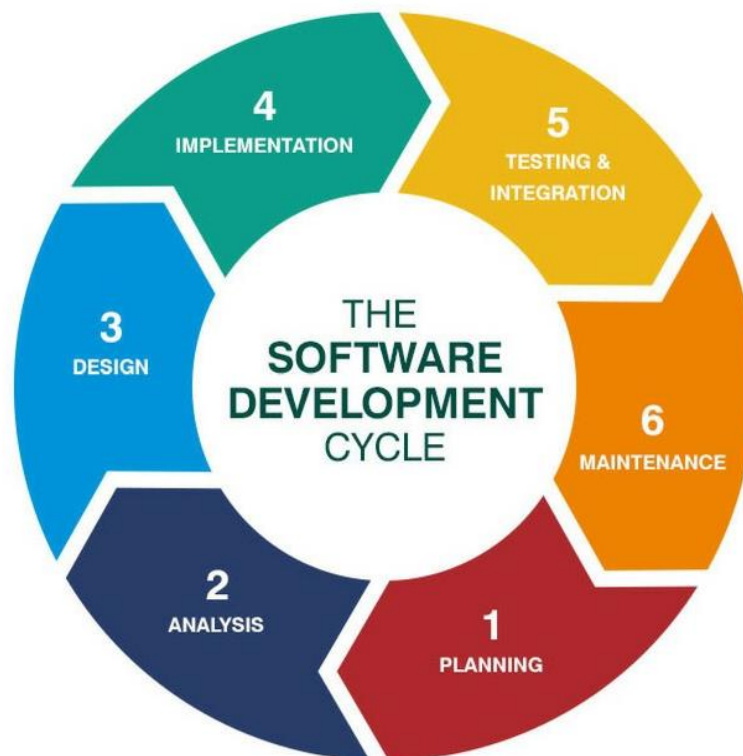 THE
SOFTWARE
DEVELOPMENT
CYCLE
1
PLANNING
2
ANALYSIS
3
DESIGN
4
IMPLEMENTATION
5
TESTING &
INTEGRATION
6
MAINTENANCE